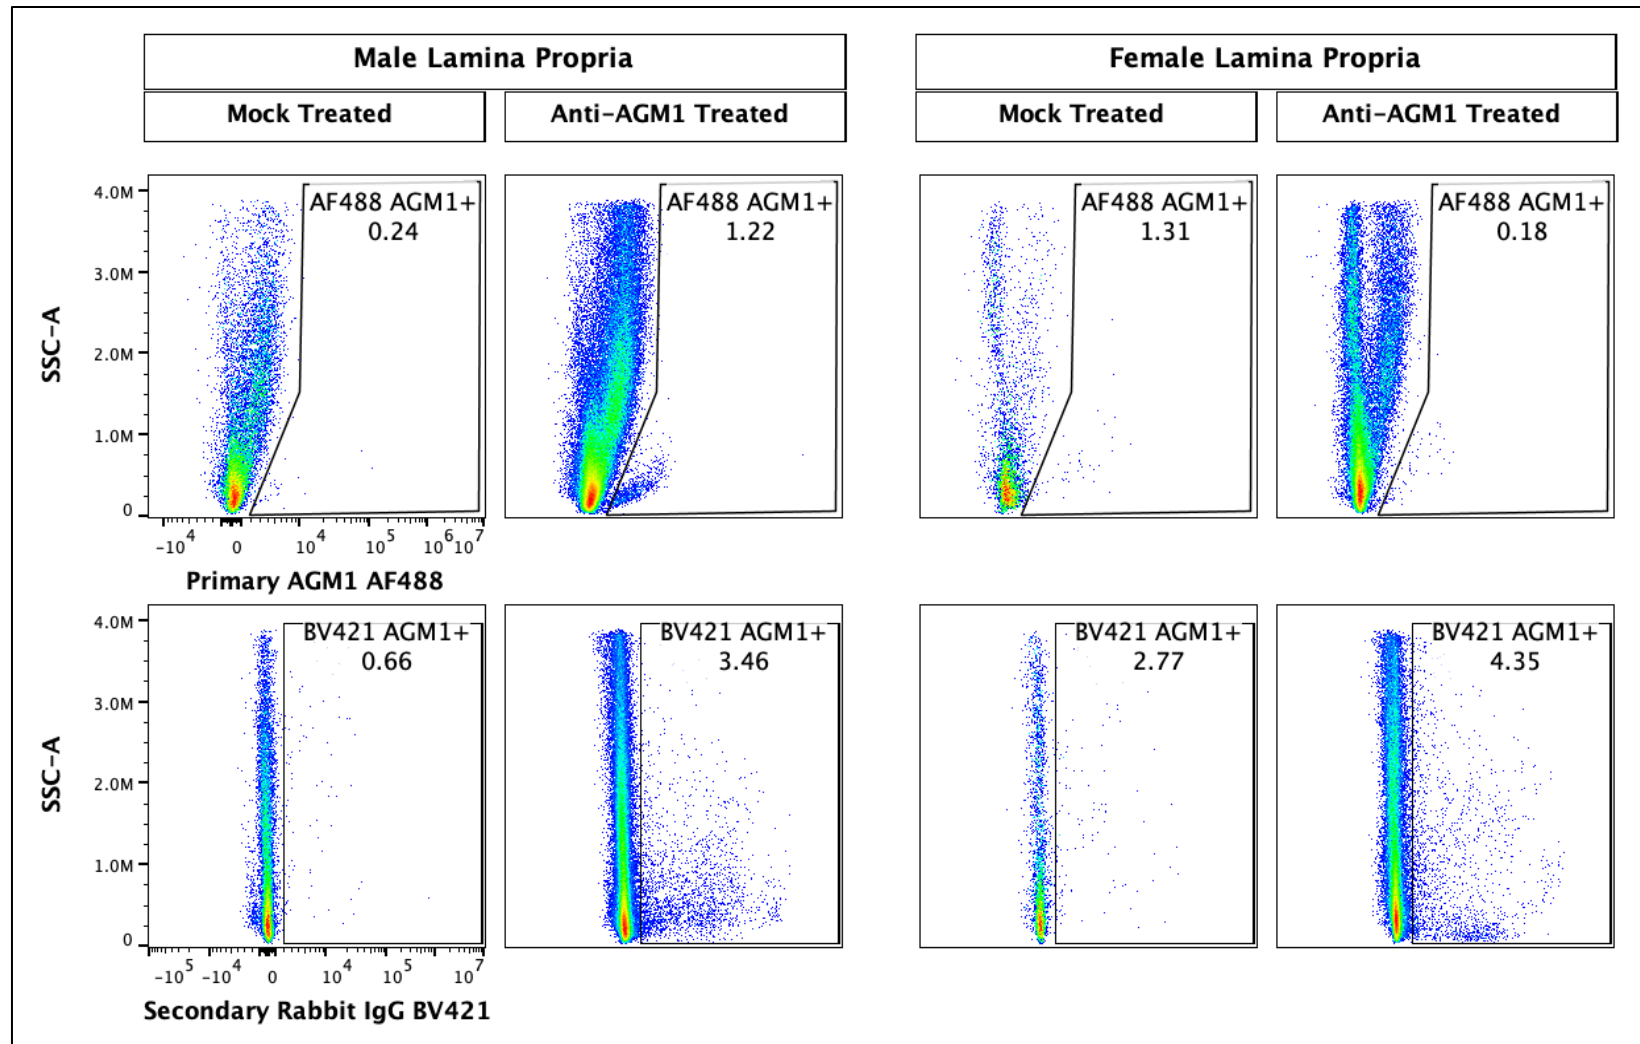 Male Lamina Propria
Female Lamina Propria
Mock Treated
Anti-AGM1 Treated
Mock Treated
Anti-AGM1 Treated
SSC-A
4.0M
3.0M
2.0M
1.0M
0
AF488 AGM1+
0.24
AF488 AGM1+
1.22
AF488 AGM1+
1.31
AF488 AGM1+
0.18
-10^4 0 10^4 10^5 10^6 10^7
Primary AGM1 AF488
SSC-A
4.0M
3.0M
2.0M
1.0M
0
BV421 AGM1+
0.66
BV421 AGM1+
3.46
BV421 AGM1+
2.77
BV421 AGM1+
4.35
-10^5 -10^4 0 10^4 10^5 10^7
Secondary Rabbit IgG BV421